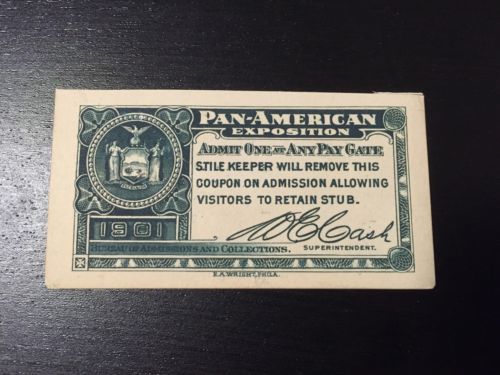 PAN-AMERICAN
EXPOSITION
ADMIT ONE AT ANY PAY GATE
STILE KEEPER WILL REMOVE THIS
COUPON ON ADMISSION ALLOWING
VISITORS TO RETAIN STUB.
1901
W E Cash
BUREAU OF ADMISSIONS AND COLLECTIONS. SUPERINTENDENT.
E.A. WRIGHT, PHILA.